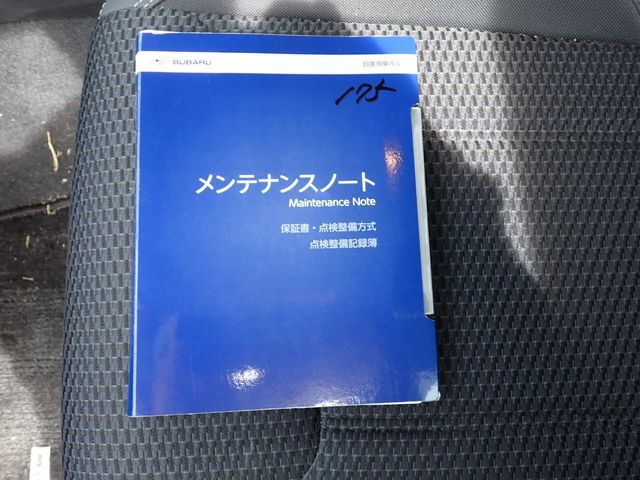 SUBARU
自家用乗用車
175
メンテナンスノート
Maintenance Note
保証書・点検整備方式
点検整備記録簿